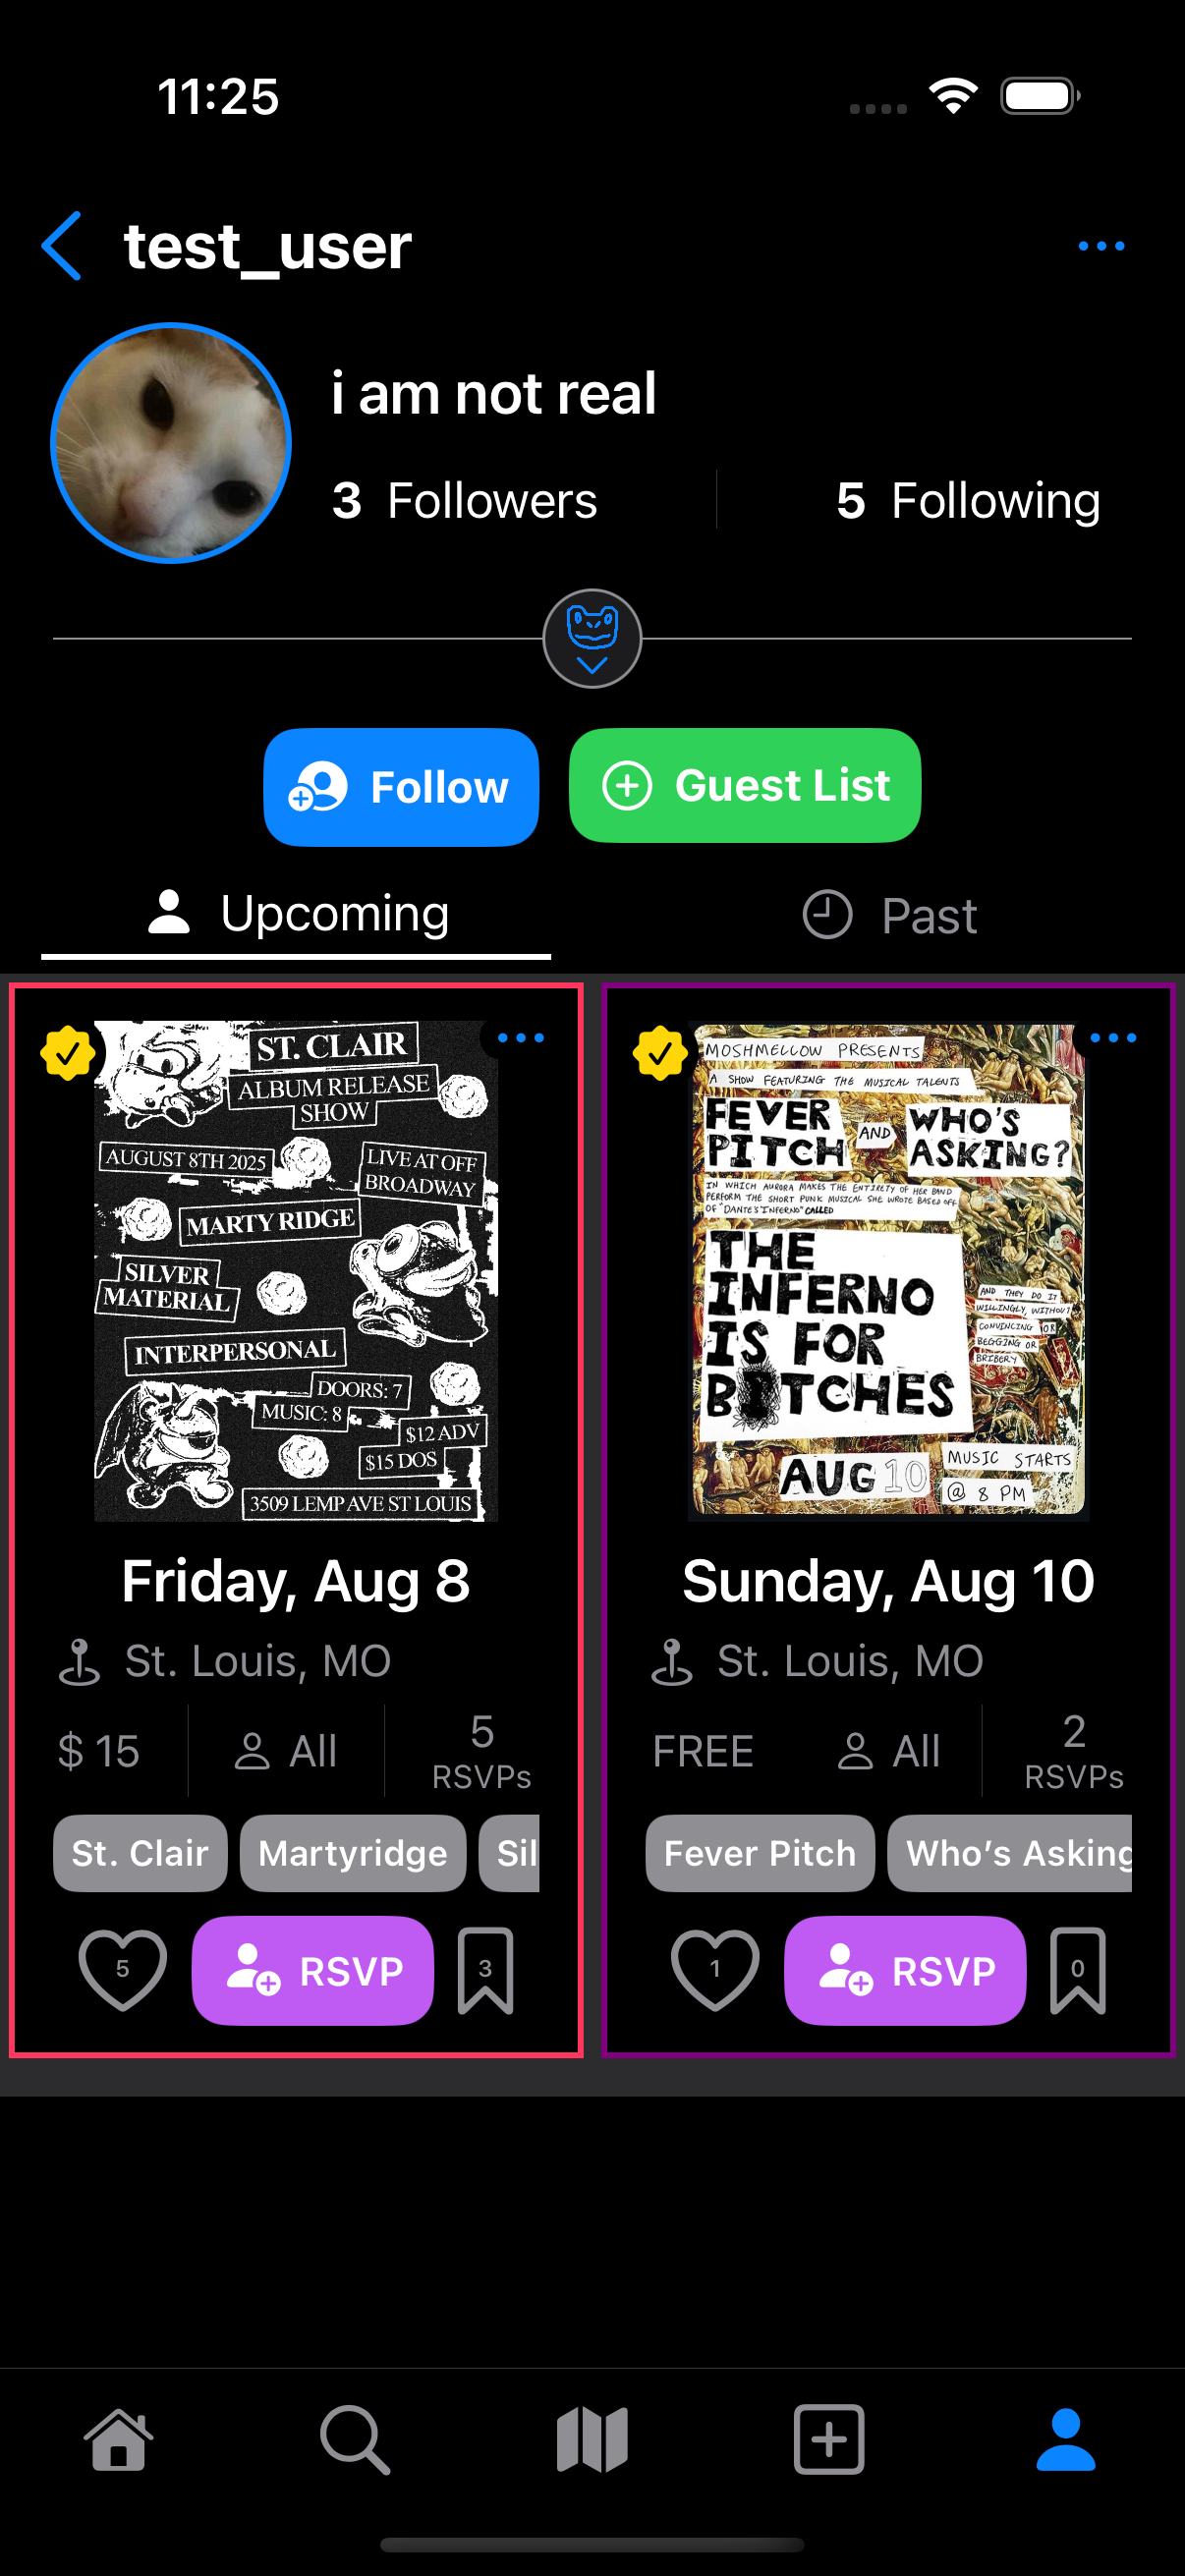 11:25
test_user
i am not real
3 Followers
5 Following
Follow
Guest List
Upcoming
Past
ST. CLAIR
ALBUM RELEASE
SHOW
AUGUST 8TH 2025
LIVE AT OFF
BROADWAY
MARTY RIDGE
SILVER
MATERIAL
INTERPERSONAL
DOORS: 7
MUSIC: 8
$12 ADV
$15 DOS
3509 LEMP AVE ST LOUIS
Friday, Aug 8
St. Louis, MO
$ 15
All
5
RSVPs
St. Clair
Martyridge
Sil
5
RSVP
3
MOSHMELLOW PRESENTS
A SHOW FEATURING THE MUSICAL TALENTS
FEVER
PITCH
AND
WHO'S
ASKING?
IN WHICH AURORA MAKES THE ENTIRETY OF HER BAND
PERFORM THE SHORT PUNK MUSICAL SHE WROTE BASED OFF
OF "DANTE'S INFERNO" CALLED
THE
INFERNO
IS FOR
BITCHES
AND THEY DO IT
WILLINGLY, WITHOUT
CONVINCING OR
BEGGING OR
BRIBERY
AUG 10
MUSIC STARTS
@ 8 PM
Sunday, Aug 10
St. Louis, MO
FREE
All
2
RSVPs
Fever Pitch
Who's Asking
1
RSVP
0